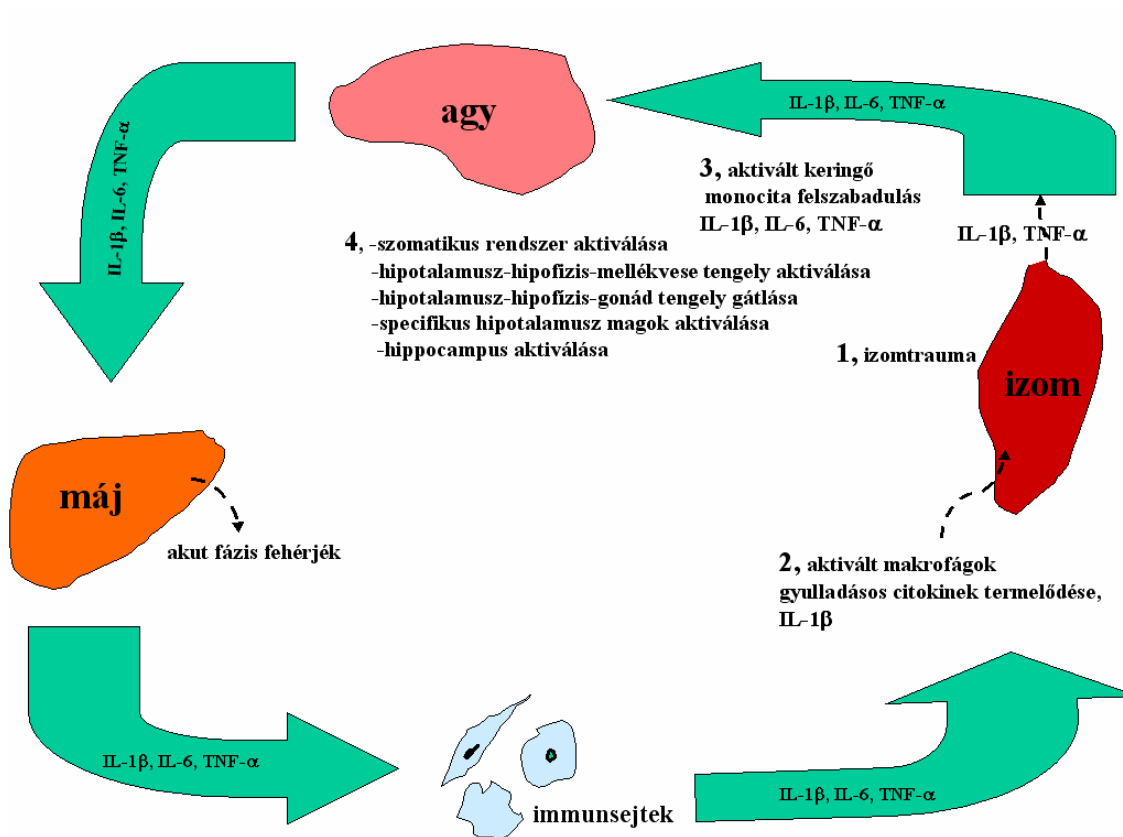 agy
IL-1β, IL-6, TNF-α
IL-1β, IL-6, TNF-α
3, aktivált keringő
monocita felszabadulás
IL-1β, IL-6, TNF-α
IL-1β, TNF-α
4, -szomatikus rendszer aktiválása
-hipotalamusz-hipofizis-mellékvese tengely aktiválása
-hipotalamusz-hipofízis-gonád tengely gátlása
-specifikus hipotalamusz magok aktiválása
-hippocampus aktiválása
1, izomtrauma
izom
máj
akut fázis fehérjék
2, aktivált makrofágok
gyulladásos citokinek termelődése,
IL-1β
IL-1β, IL-6, TNF-α
immunsejtek
IL-1β, IL-6, TNF-α